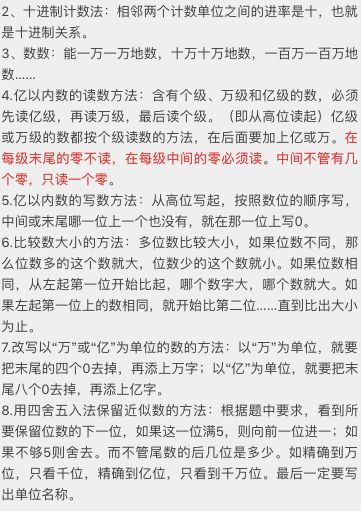 2、十进制计数法：相邻两个计数单位之间的进率是十，也就
是十进制关系。
3、数数：能一万一万地数，十万十万地数，一百万一百万地
数……
4.亿以内数的读数方法：含有个级、万级和亿级的数，必须
先读亿级，再读万级，最后读个级。（即从高位读起）亿级
或万级的数都按个级读数的方法，在后面要加上亿或万。在
每级末尾的零不读，在每级中间的零必须读。中间不管有几
个零，只读一个零。
5.亿以内数的写数方法：从高位写起，按照数位的顺序写，
中间或末尾哪一位上一个也没有，就在那一位上写0。
6.比较数大小的方法：多位数比较大小，如果位数不同，那
么位数多的这个数就大，位数少的这个数就小。如果位数相
同，从左起第一位开始比起，哪个数字大，哪个数就大。如
果左起第一位上的数相同，就开始比第二位……直到比出大小
为止。
7.改写以“万”或“亿”为单位的数的方法：以“万”为单位，就要
把末尾的四个0去掉，再添上万字；以“亿”为单位，就要把末
尾八个0去掉，再添上亿字。
8.用四舍五入法保留近似数的方法：根据题中要求，看到所
要保留位数的下一位，如果这一位满5，则向前一位进一；如
果不够5则舍去。而不管尾数的后几位是多少。如精确到万
位，只看千位，精确到亿位，只看到千万位。最后一定要写
出单位名称。